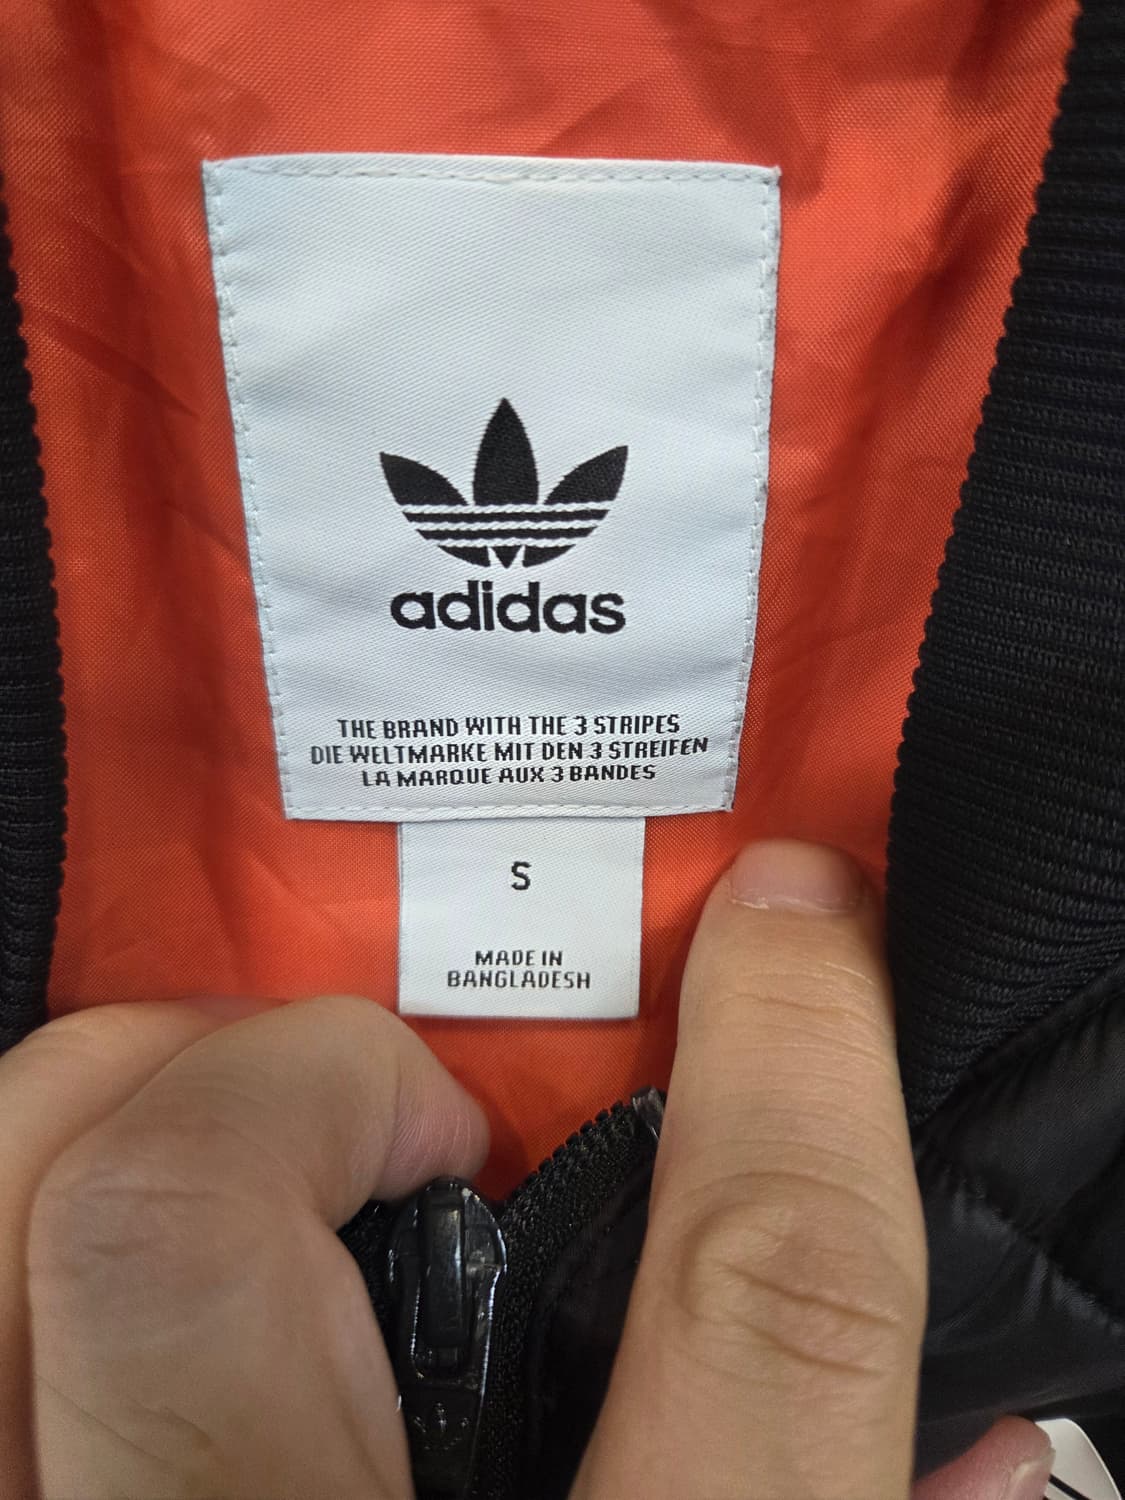 adidas
THE BRAND WITH THE 3 STRIPES
DIE WELTMARKE MIT DEN 3 STREIFEN
LA MARQUE AUX 3 BANDES
S
MADE IN
BANGLADESH